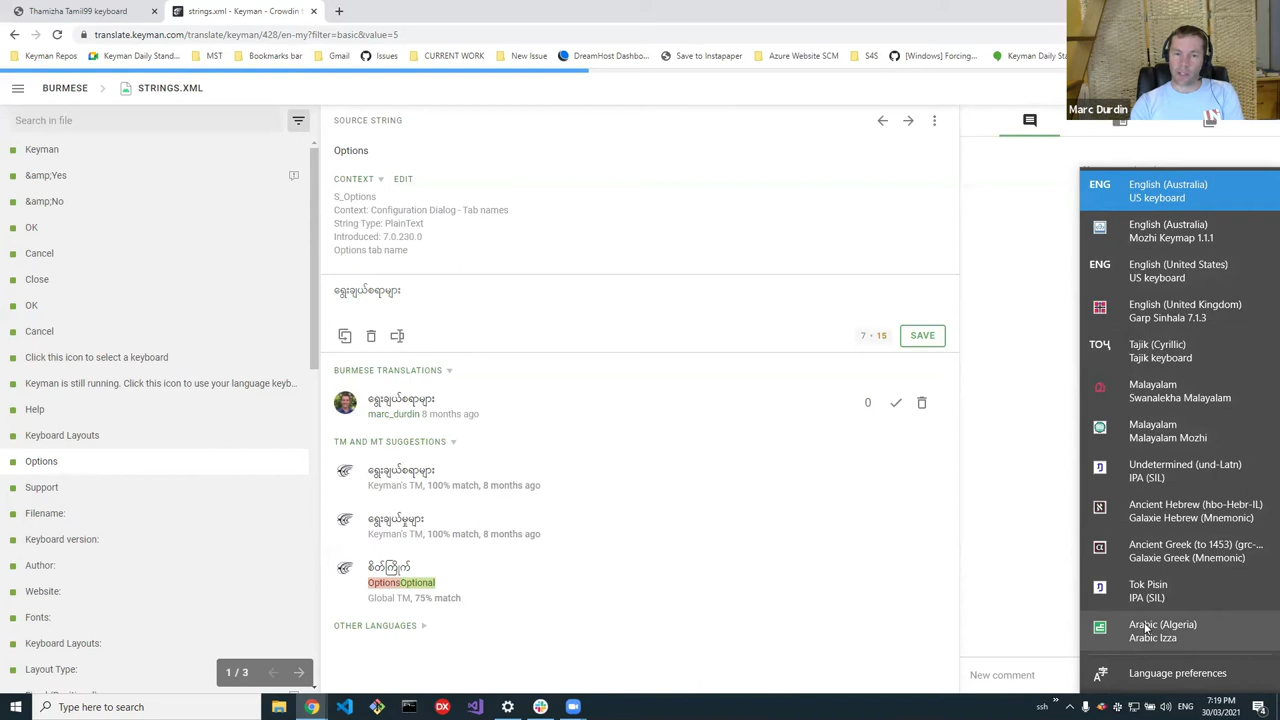 Thamizha Tamil99 keyboard
strings.xml - Keyman - Crowdin
translate.keyman.com/translate/keyman/428/en-my?filter=basic&value=5
Keyman Repos
Keyman Daily Stand...
MST
Bookmarks bar
Issues
CURRENT WORK
New Issue
DreamHost Dashbo...
Save to Instapaper
Azure Website SCM
S4S
[Windows] Forcing...
Keyman Daily Sta
BURMESE
STRINGS.XML
Marc Durdin
Search in file
Keyman
&amp;Yes
&amp;No
OK
Cancel
Close
OK
Cancel
Click this icon to select a keyboard
Keyman is still running. Click this icon to use your language keyb...
Help
Keyboard Layouts
Options
Support
Filename:
Keyboard version:
Author:
Website:
Fonts:
Keyboard Layouts:
Layout Type:
1 / 3
SOURCE STRING
Options
CONTEXT
EDIT
S_Options
Context: Configuration Dialog - Tab names
String Type: PlainText
Introduced: 7.0.230.0
Options tab name
ရွေးချယ်စရာများ
7 • 15
SAVE
BURMESE TRANSLATIONS
ရွေးချယ်စရာများ
marc_durdin 8 months ago
0
TM AND MT SUGGESTIONS
ရွေးချယ်စရာများ
Keyman's TM, 100% match, 8 months ago
ရွေးချယ်မှုများ
Keyman's TM, 100% match, 8 months ago
စိတ်ကြိုက်
OptionsOptional
Global TM, 75% match
OTHER LANGUAGES
New comment
ENG
English (Australia)
US keyboard
English (Australia)
Mozhi Keymap 1.1.1
ENG
English (United States)
US keyboard
English (United Kingdom)
Garp Sinhala 7.1.3
TOЧ
Tajik (Cyrillic)
Tajik keyboard
Malayalam
Swanalekha Malayalam
Malayalam
Malayalam Mozhi
Undetermined (und-Latn)
IPA (SIL)
Ancient Hebrew (hbo-Hebr-IL)
Galaxie Hebrew (Mnemonic)
Ancient Greek (to 1453) (grc-...
Galaxie Greek (Mnemonic)
Tok Pisin
IPA (SIL)
Arabic (Algeria)
Arabic Izza
Language preferences
Type here to search
ssh
7:19 PM
30/03/2021